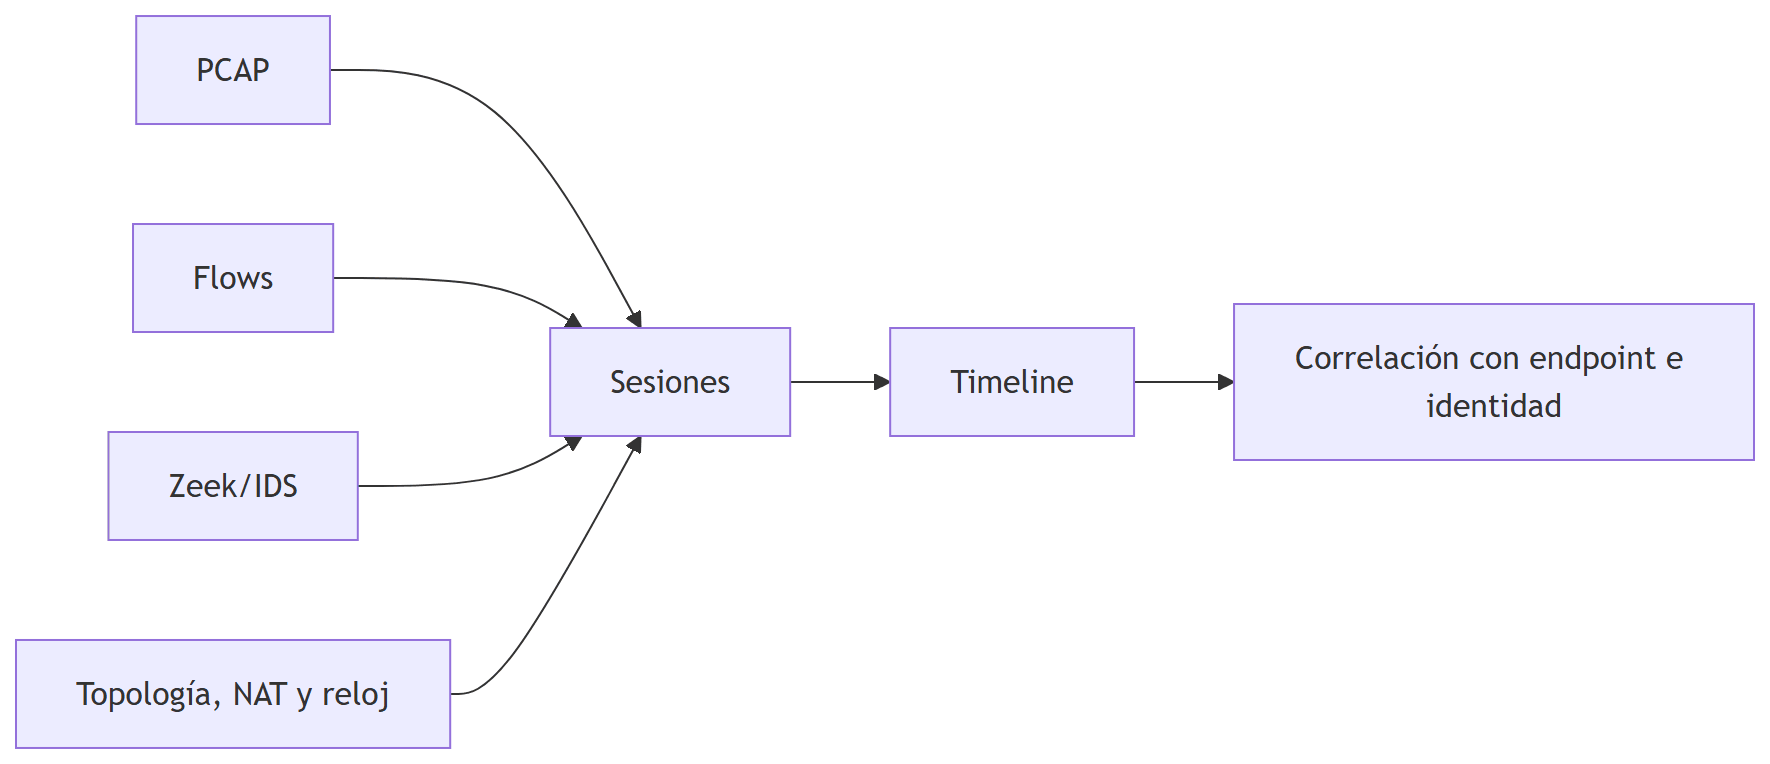 PCAP
Flows
Zeek/IDS
Topología, NAT y reloj
Sesiones
Timeline
Correlación con endpoint e
identidad